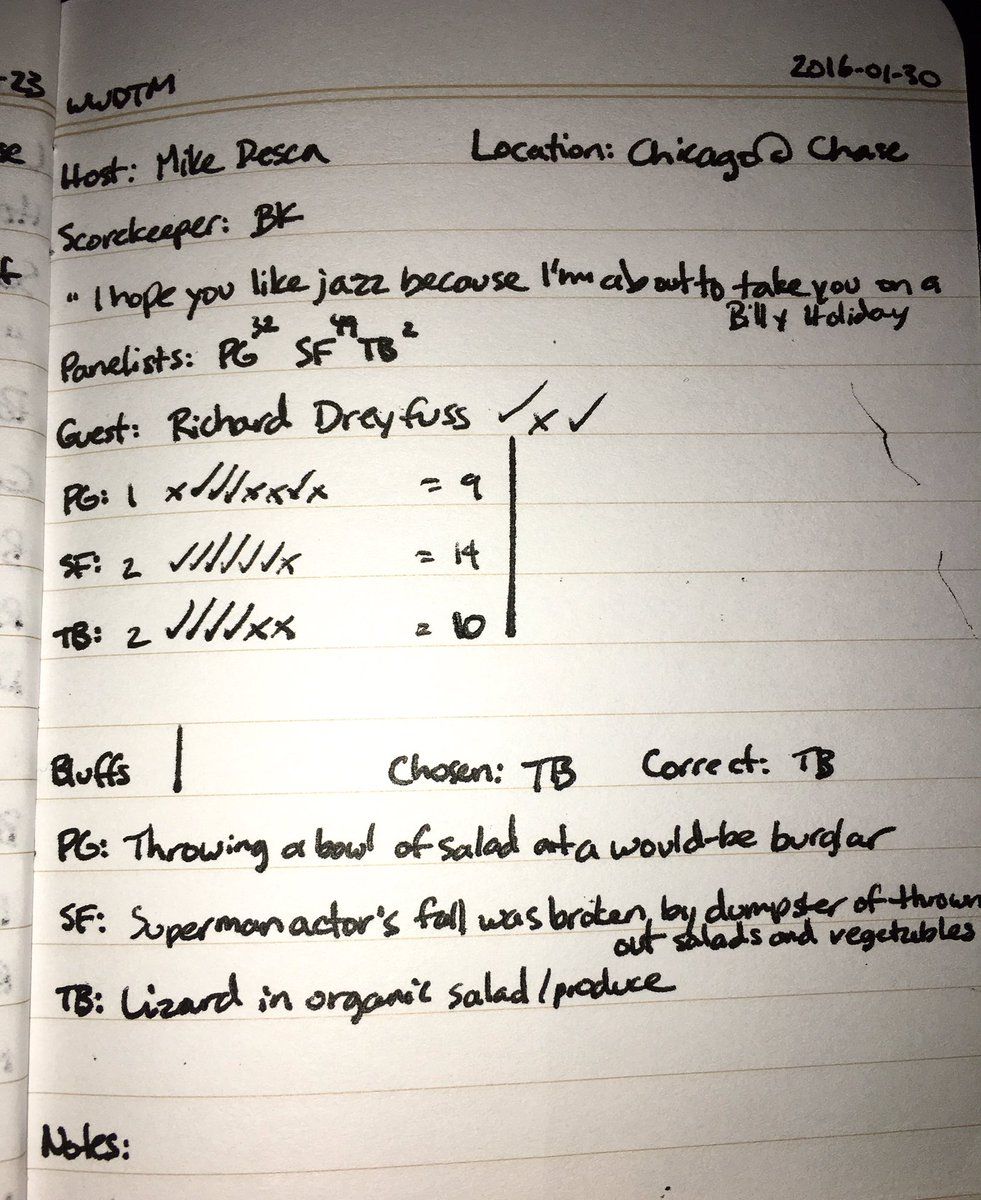 -23
WWDTM 2016-01-30
Host: Mike Pesca Location: Chicago @ Chase
Scorekeeper: BK
"I hope you like jazz because I'm about to take you on a
Billy Holiday
Panelists: PG 32 SF 49 TB 2
Guest: Richard Dreyfuss ✓ x ✓
PG: 1 x✓✓✓xx✓x = 9
SF: 2 ✓✓✓✓✓✓x = 14
TB: 2 ✓✓✓✓xx = 10
Bluffs | Chosen: TB Correct: TB
PG: Throwing a bowl of salad at a would-be burglar
SF: Superman actor's fall was broken by dumpster of thrown
out salads and vegetables
TB: Lizard in organic salad/produce
Notes: